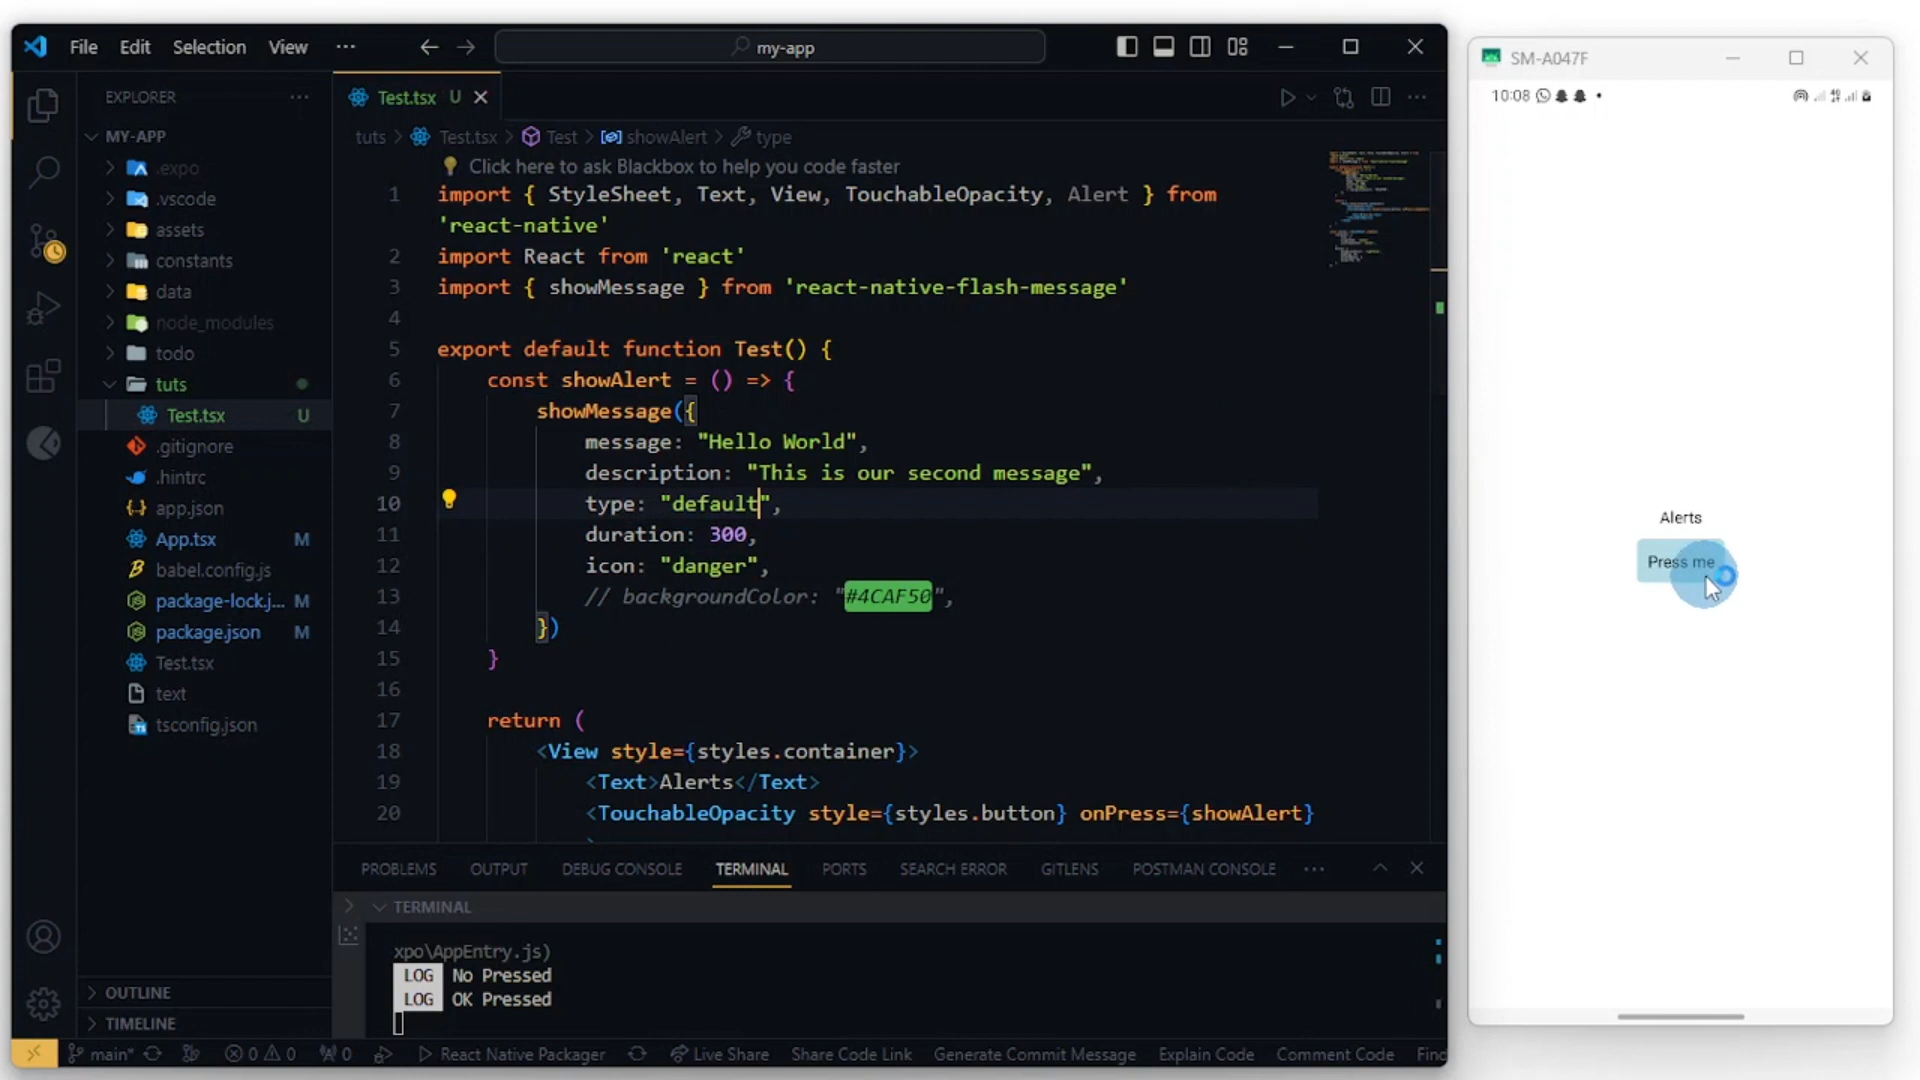 File Edit Selection View ···
my-app
EXPLORER ···
MY-APP
.expo
.vscode
assets
constants
data
node_modules
todo
tuts
Test.tsx U
.gitignore
.hintrc
app.json
App.tsx M
babel.config.js
package-lock.j... M
package.json M
Test.tsx
text
tsconfig.json
OUTLINE
TIMELINE
Test.tsx U
tuts > Test.tsx > Test > showAlert > type
Click here to ask Blackbox to help you code faster
1 import { StyleSheet, Text, View, TouchableOpacity, Alert } from
'react-native'
2 import React from 'react'
3 import { showMessage } from 'react-native-flash-message'
4
5 export default function Test() {
6 const showAlert = () => {
7 showMessage({
8 message: "Hello World",
9 description: "This is our second message",
10 type: "default",
11 duration: 300,
12 icon: "danger",
13 // backgroundColor: "#4CAF50",
14 })
15 }
16
17 return (
18 <View style={styles.container}>
19 <Text>Alerts</Text>
20 <TouchableOpacity style={styles.button} onPress={showAlert}
PROBLEMS OUTPUT DEBUG CONSOLE TERMINAL PORTS SEARCH ERROR GITLENS POSTMAN CONSOLE ···
TERMINAL
xpo\AppEntry.js)
LOG No Pressed
LOG OK Pressed
main* 0 0 0 React Native Packager Live Share Share Code Link Generate Commit Message Explain Code Comment Code Find
SM-A047F
10:08
Alerts
Press me